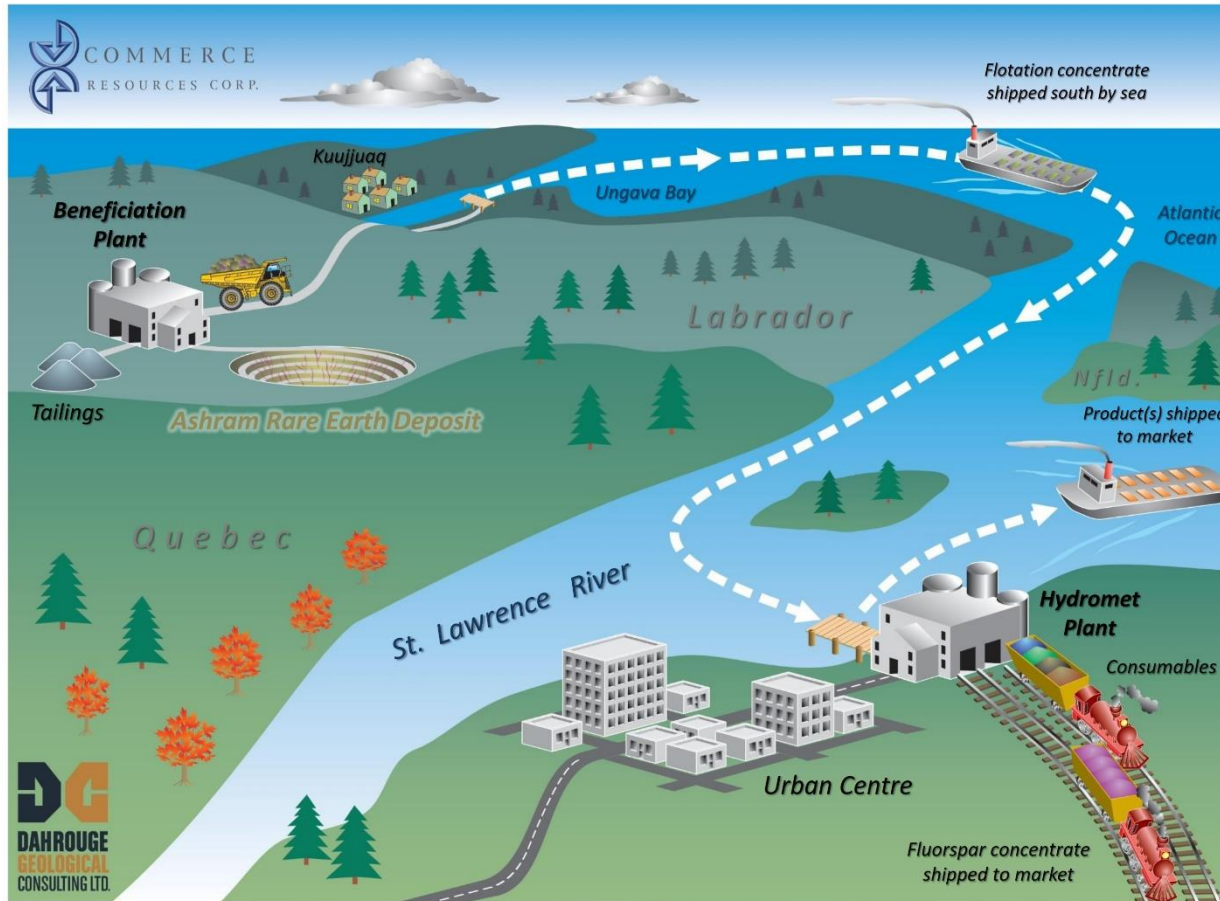 COMMERCE
RESOURCES CORP.
Flotation concentrate
shipped south by sea
Kuujjuaq
Ungava Bay
Beneficiation
Plant
Atlantic
Ocean
Labrador
Nfld.
Tailings
Ashram Rare Earth Deposit
Product(s) shipped
to market
Quebec
St. Lawrence River
Hydromet
Plant
Consumables
Urban Centre
DAHROUGE
GEOLOGICAL
CONSULTING LTD.
Fluorspar concentrate
shipped to market